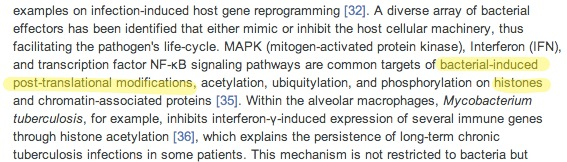 examples on infection-induced host gene reprogramming [32]. A diverse array of bacterial
effectors has been identified that either mimic or inhibit the host cell machinery, thus
facilitating the pathogen's life-cycle. MAPK (mitogen-activated protein kinase), Interferon (IFN),
and transcription factor NF-κB signaling pathways are common targets of bacterial-induced
post-translational modifications, acetylation, ubiquitylation, and phosphorylation on histones
and chromatin-associated proteins [35]. Within the alveolar macrophages, Mycobacterium
tuberculosis, for example, inhibits interferon-γ-induced expression of several immune genes
through histone acetylation [36], which explains the persistence of long-term chronic
tuberculosis infections in some patients. This mechanism is not restricted to bacteria but